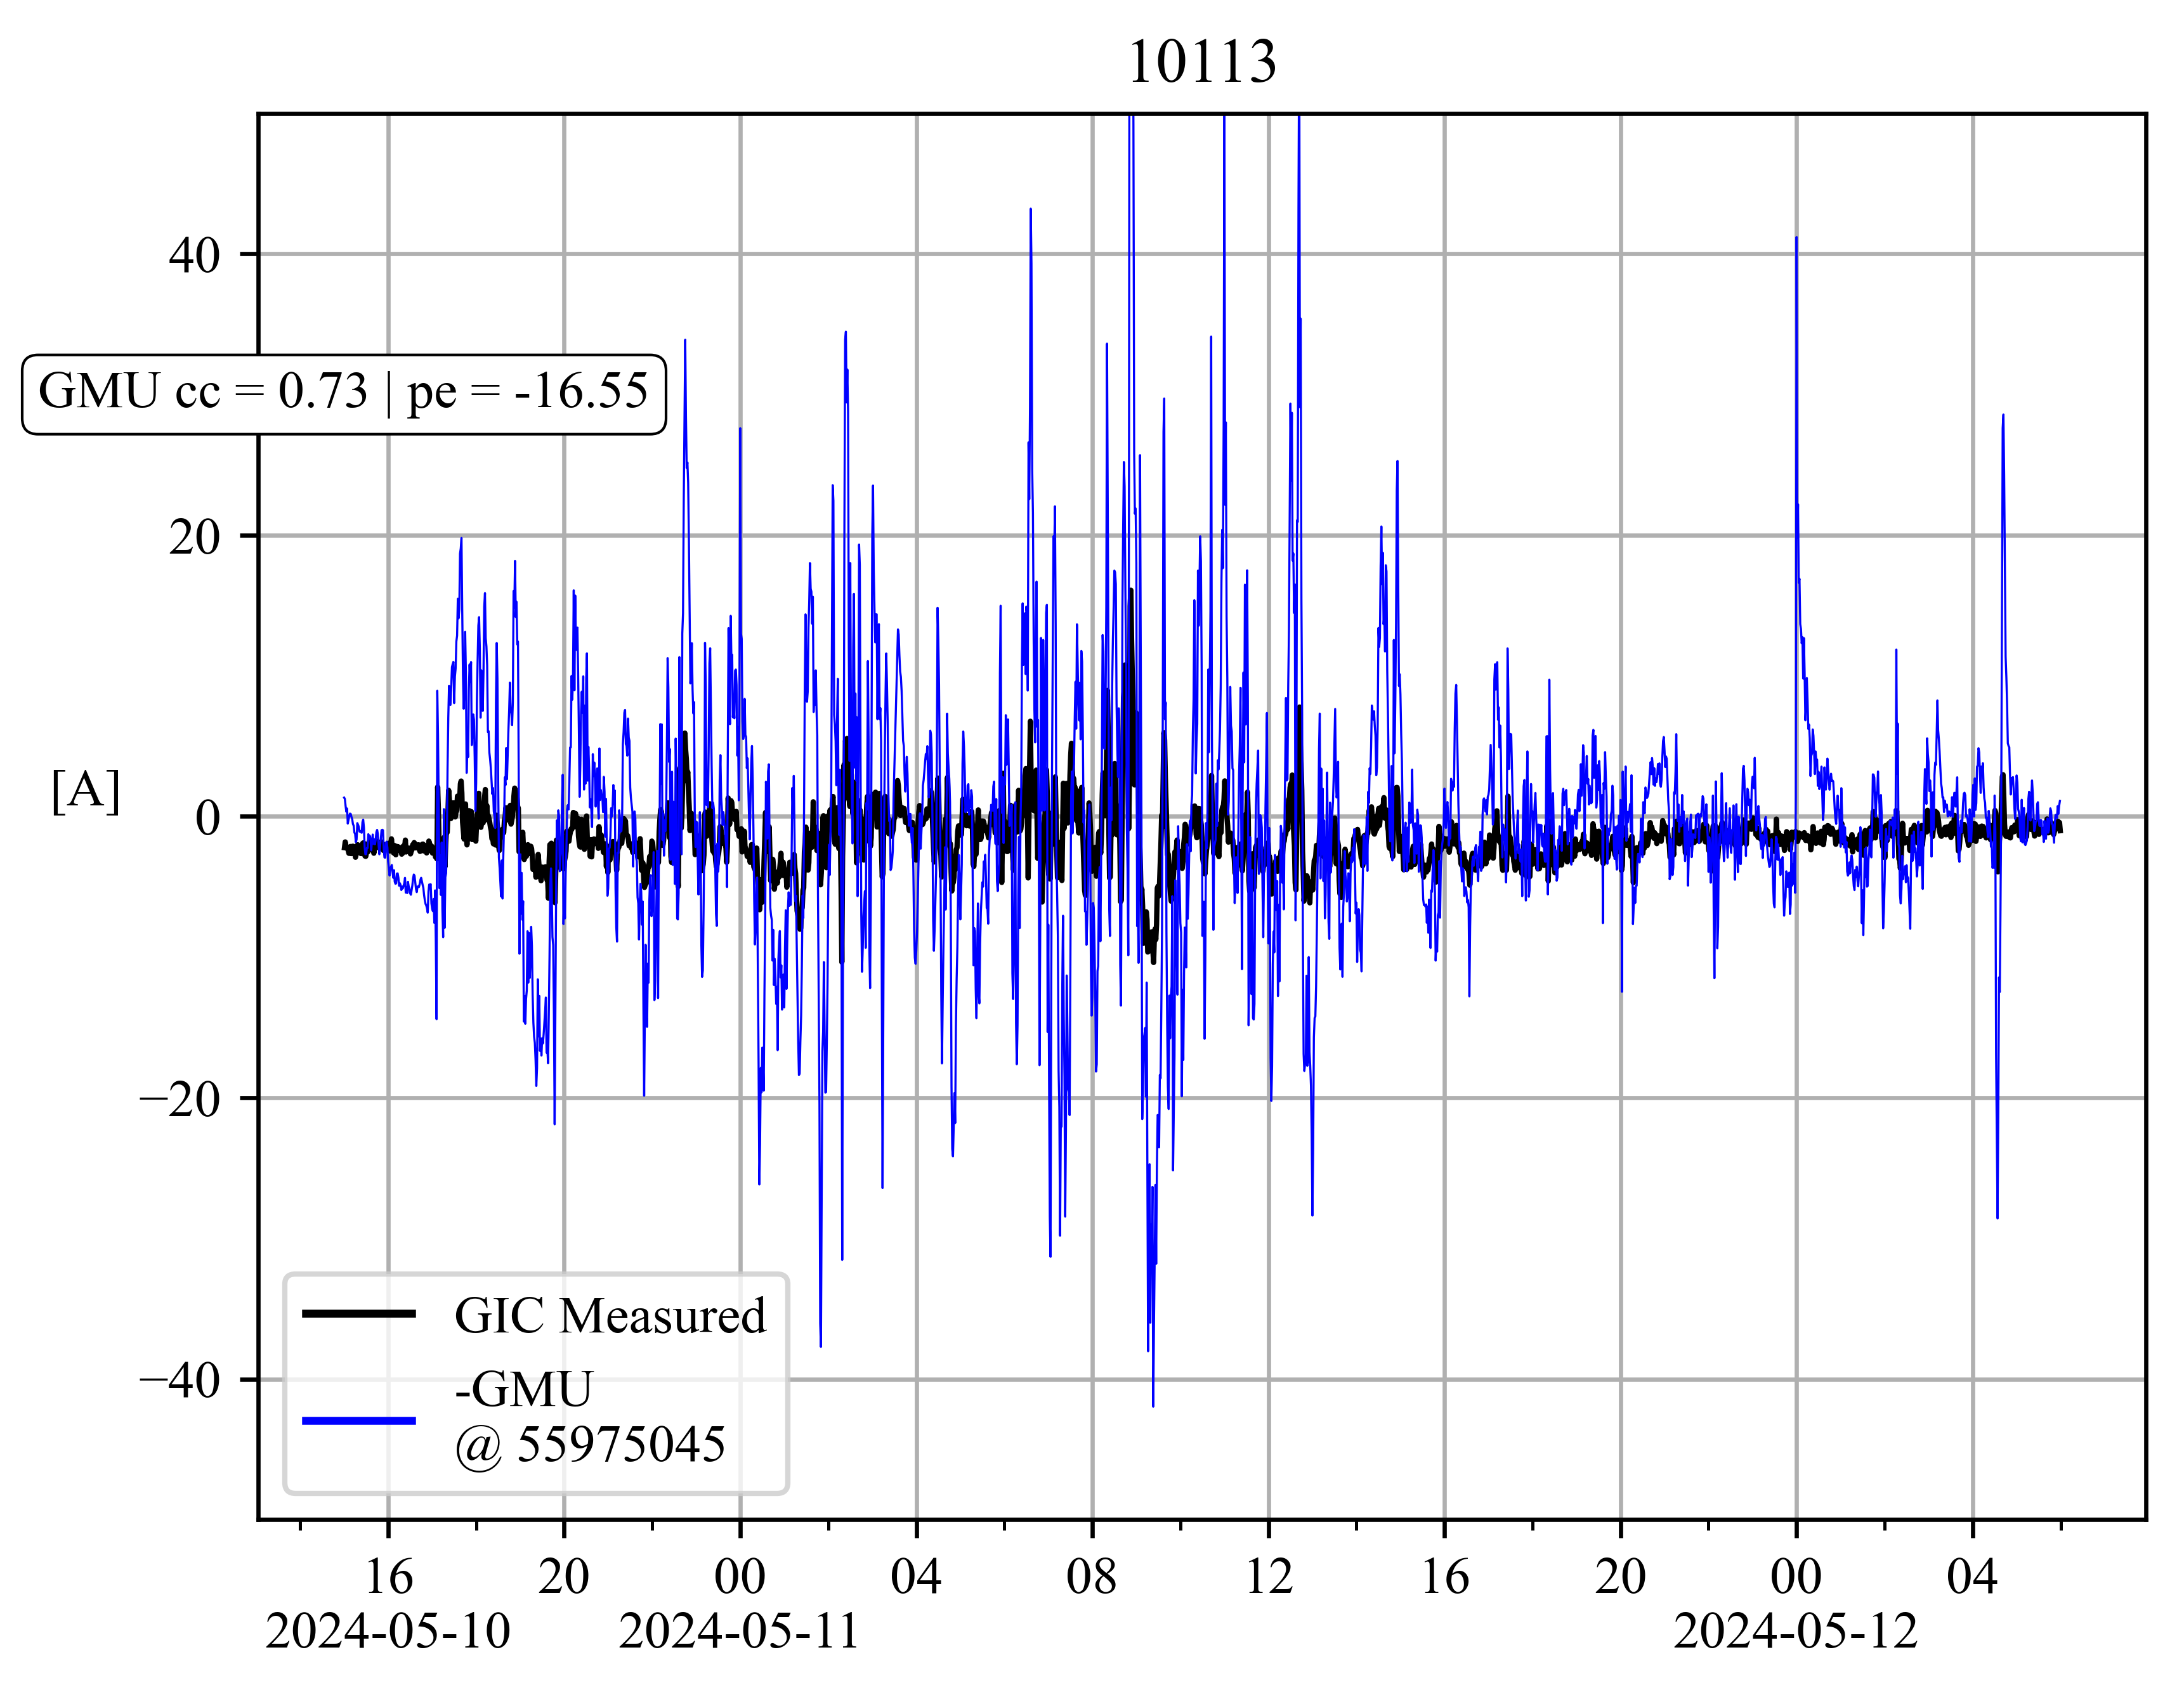 10113
40
GMU cc = 0.73 | pe = -16.55
20
[A]
0
−20
−40
GIC Measured
-GMU
@ 55975045
16 20 00 04 08 12 16 20 00 04
2024-05-10 2024-05-11 2024-05-12